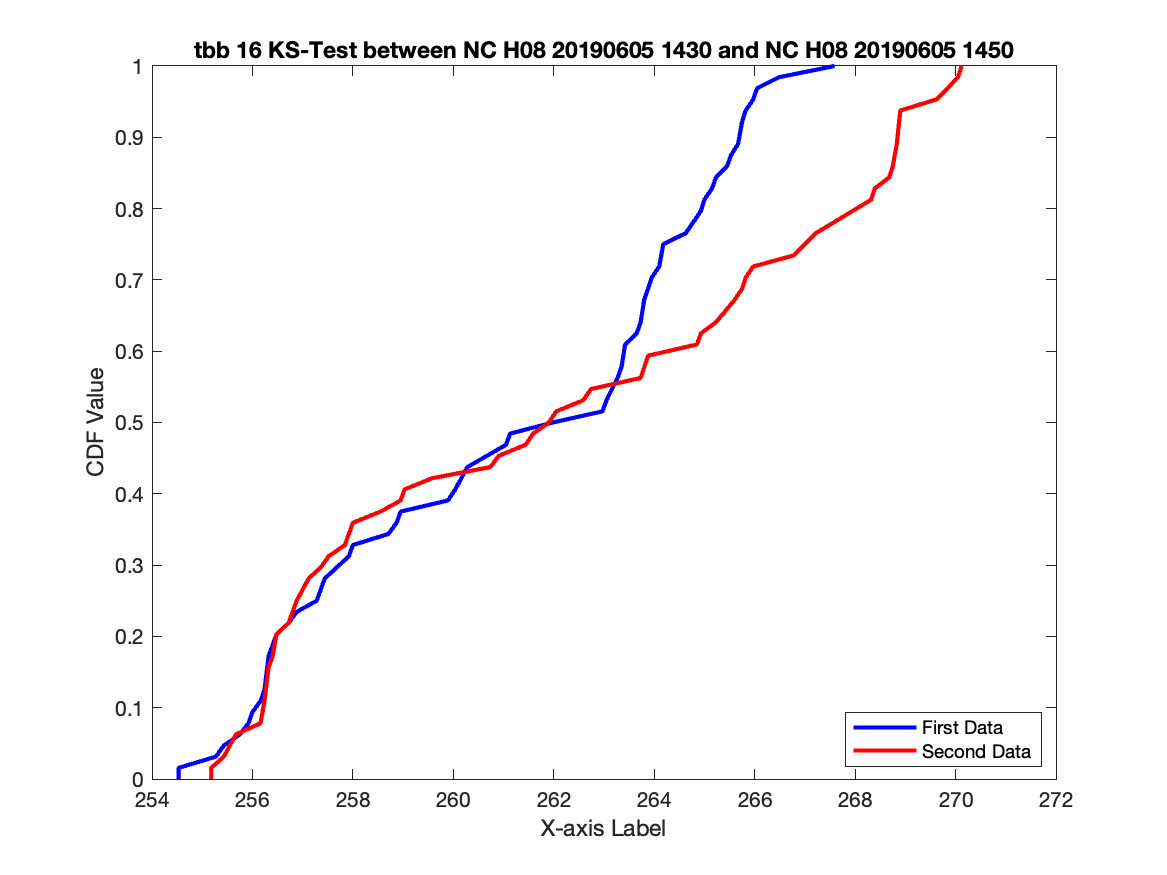 tbb 16 KS-Test between NC H08 20190605 1430 and NC H08 20190605 1450
1
0.9
0.8
0.7
0.6
0.5
0.4
0.3
0.2
0.1
0
CDF Value
First Data
Second Data
254 256 258 260 262 264 266 268 270 272
X-axis Label